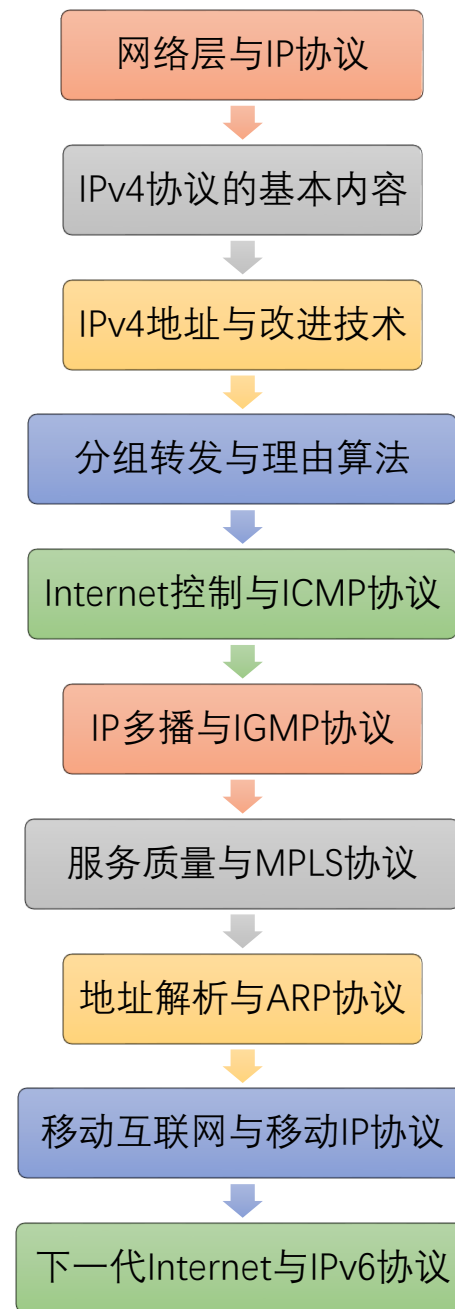 网络层与IP协议
IPv4协议的基本内容
IPv4地址与改进技术
分组转发与理由算法
Internet控制与ICMP协议
IP多播与IGMP协议
服务质量与MPLS协议
地址解析与ARP协议
移动互联网与移动IP协议
下一代Internet与IPv6协议